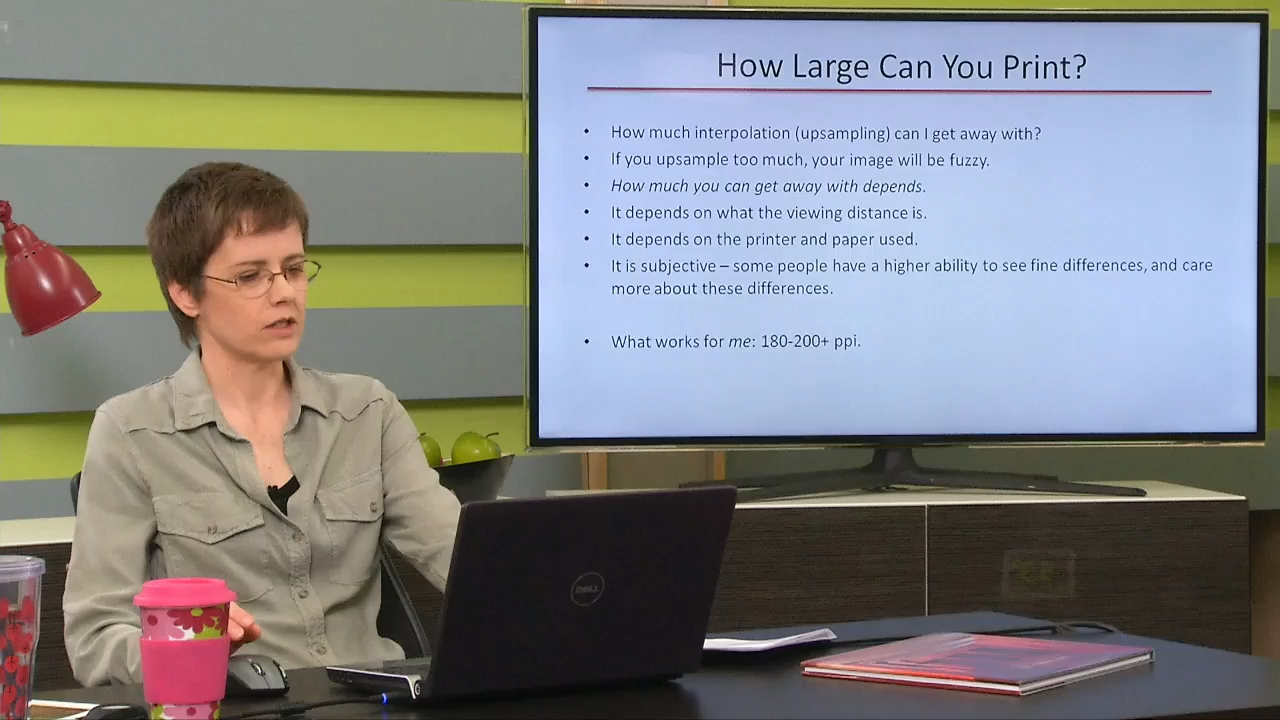 How Large Can You Print?
• How much interpolation (upsampling) can I get away with?
• If you upsample too much, your image will be fuzzy.
• How much you can get away with depends.
• It depends on what the viewing distance is.
• It depends on the printer and paper used.
• It is subjective – some people have a higher ability to see fine differences, and care
more about these differences.
• What works for me: 180-200+ ppi.
DELL